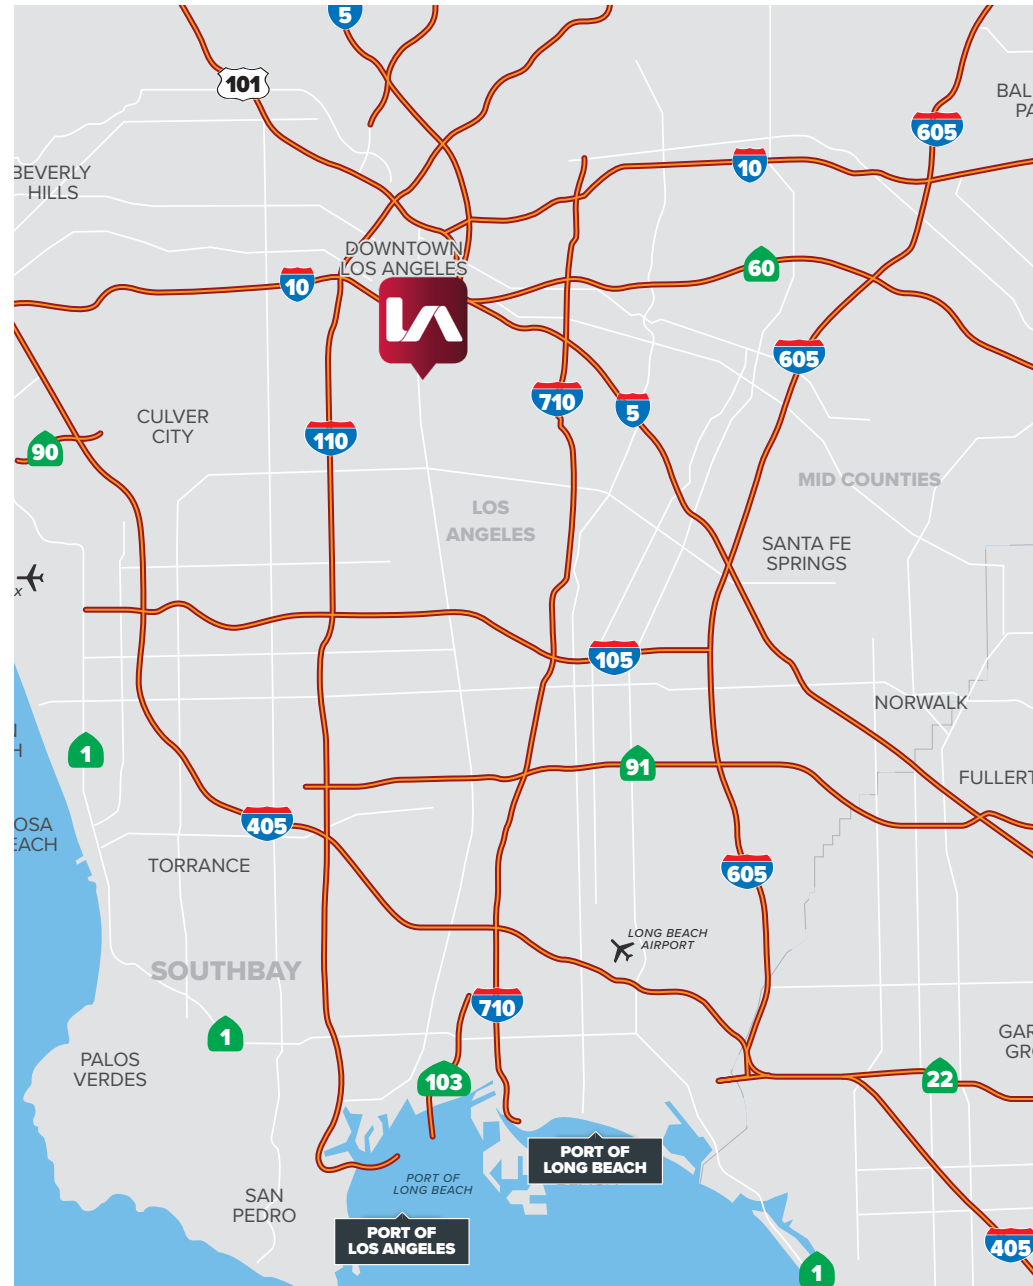 5
101
BAL
PA
605
10
BEVERLY
HILLS
DOWNTOWN
LOS ANGELES
60
10
LA
605
710
5
CULVER
CITY
110
90
MID COUNTIES
LOS
ANGELES
SANTA FE
SPRINGS
x
105
NORWALK
N
H
1
91
FULLERT
OSA
EACH
405
TORRANCE
605
LONG BEACH
AIRPORT
SOUTHBAY
710
1
GAR
GRO
PALOS
VERDES
103
22
PORT OF
LONG BEACH
PORT OF
LONG BEACH
SAN
PEDRO
PORT OF
LOS ANGELES
405
1